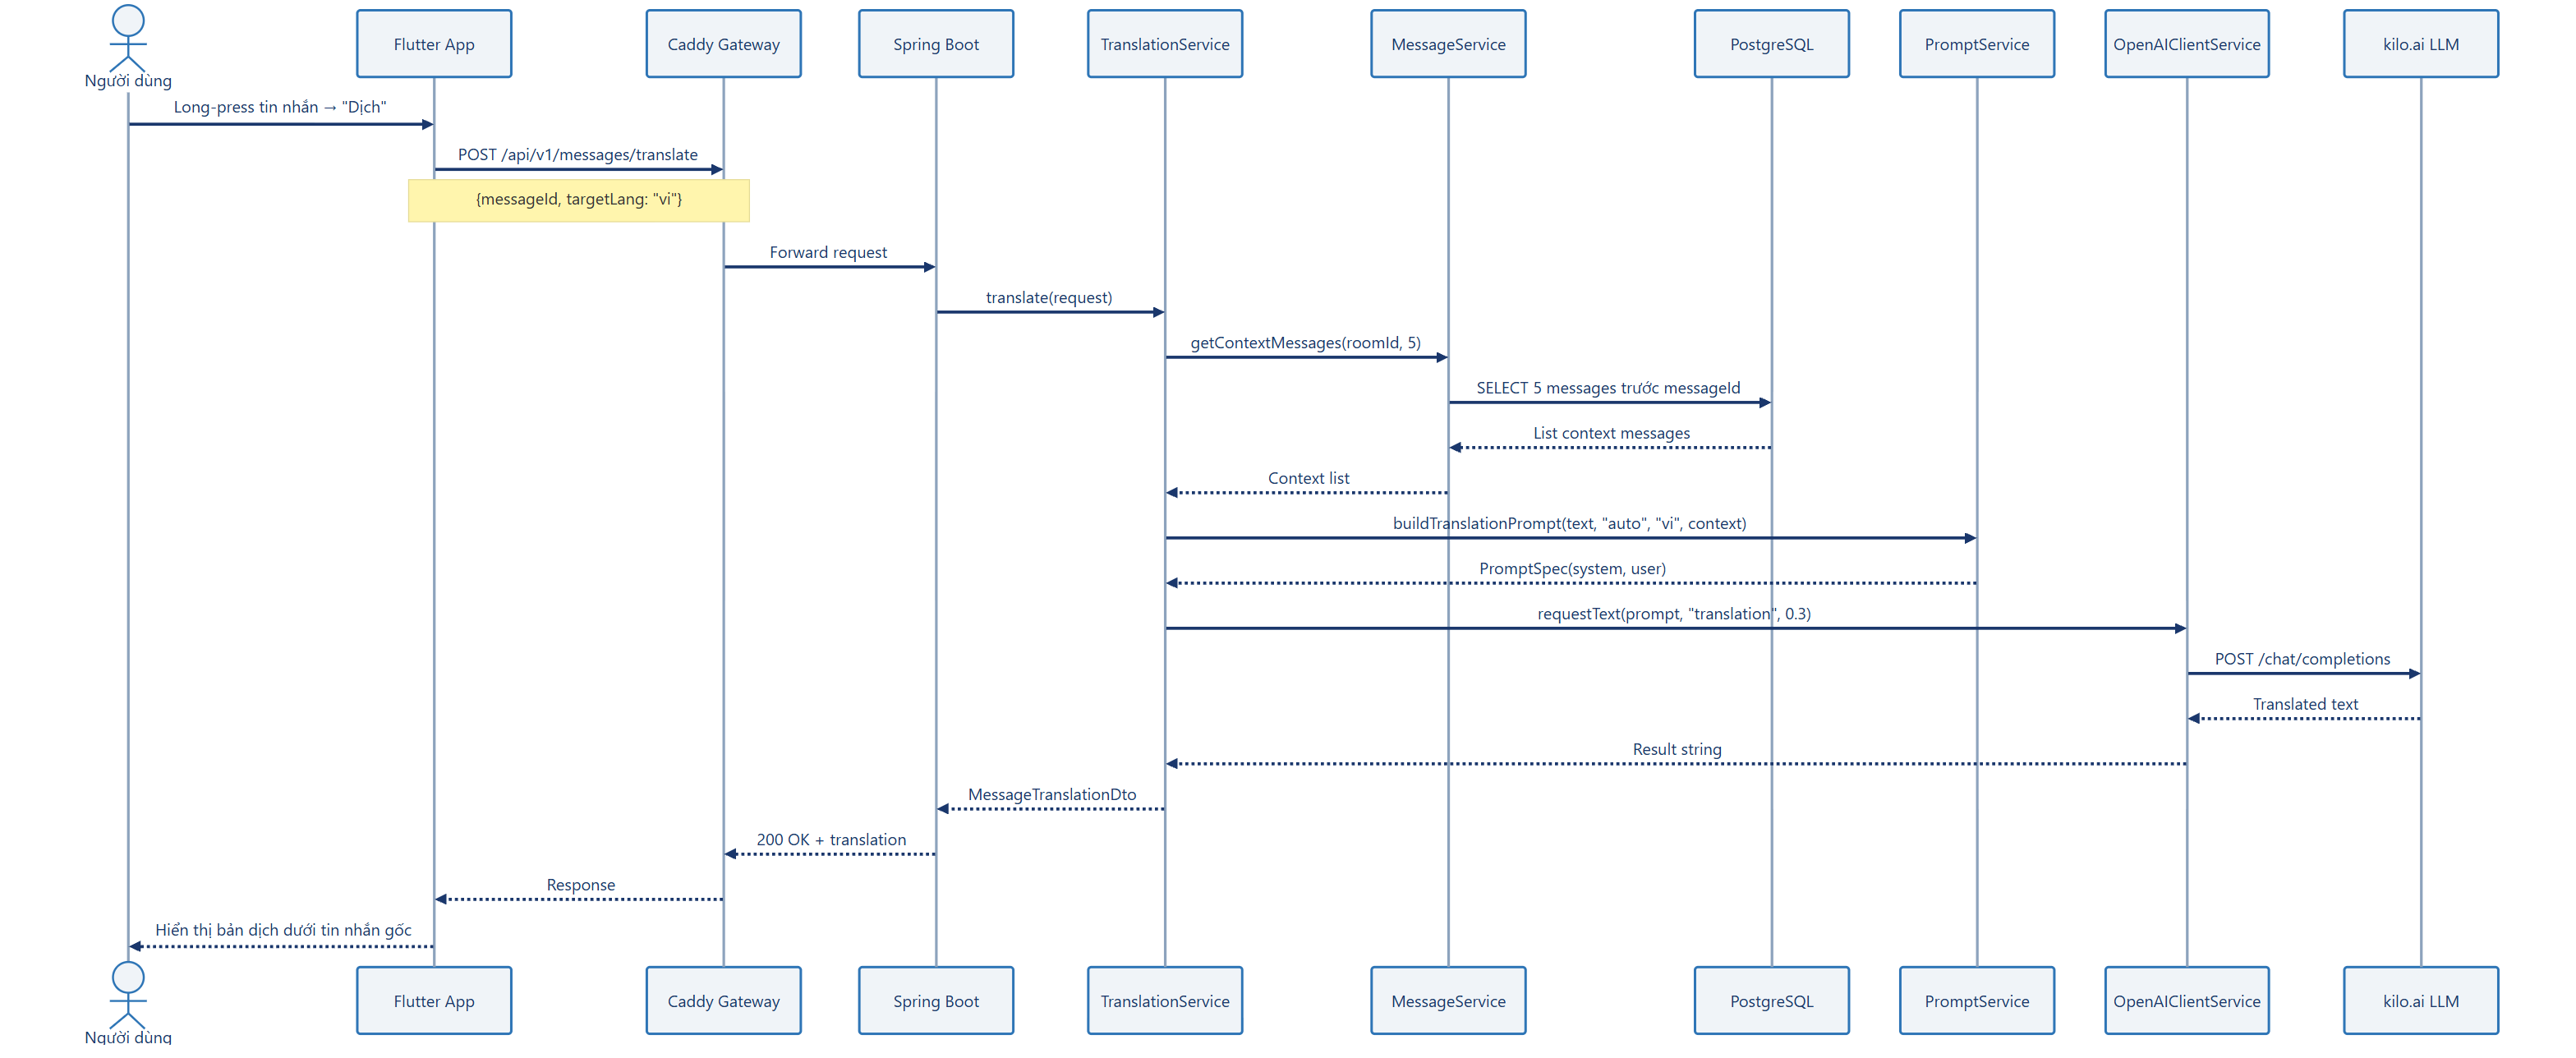 Người dùng
Flutter App
Caddy Gateway
Spring Boot
TranslationService
MessageService
PostgreSQL
PromptService
OpenAIClientService
kilo.ai LLM
Long-press tin nhắn → "Dịch"
POST /api/v1/messages/translate
{messageId, targetLang: "vi"}
Forward request
translate(request)
getContextMessages(roomId, 5)
SELECT 5 messages trước messageId
List context messages
Context list
buildTranslationPrompt(text, "auto", "vi", context)
PromptSpec(system, user)
requestText(prompt, "translation", 0.3)
POST /chat/completions
Translated text
Result string
MessageTranslationDto
200 OK + translation
Response
Hiển thị bản dịch dưới tin nhắn gốc
Người dùng
Flutter App
Caddy Gateway
Spring Boot
TranslationService
MessageService
PostgreSQL
PromptService
OpenAIClientService
kilo.ai LLM